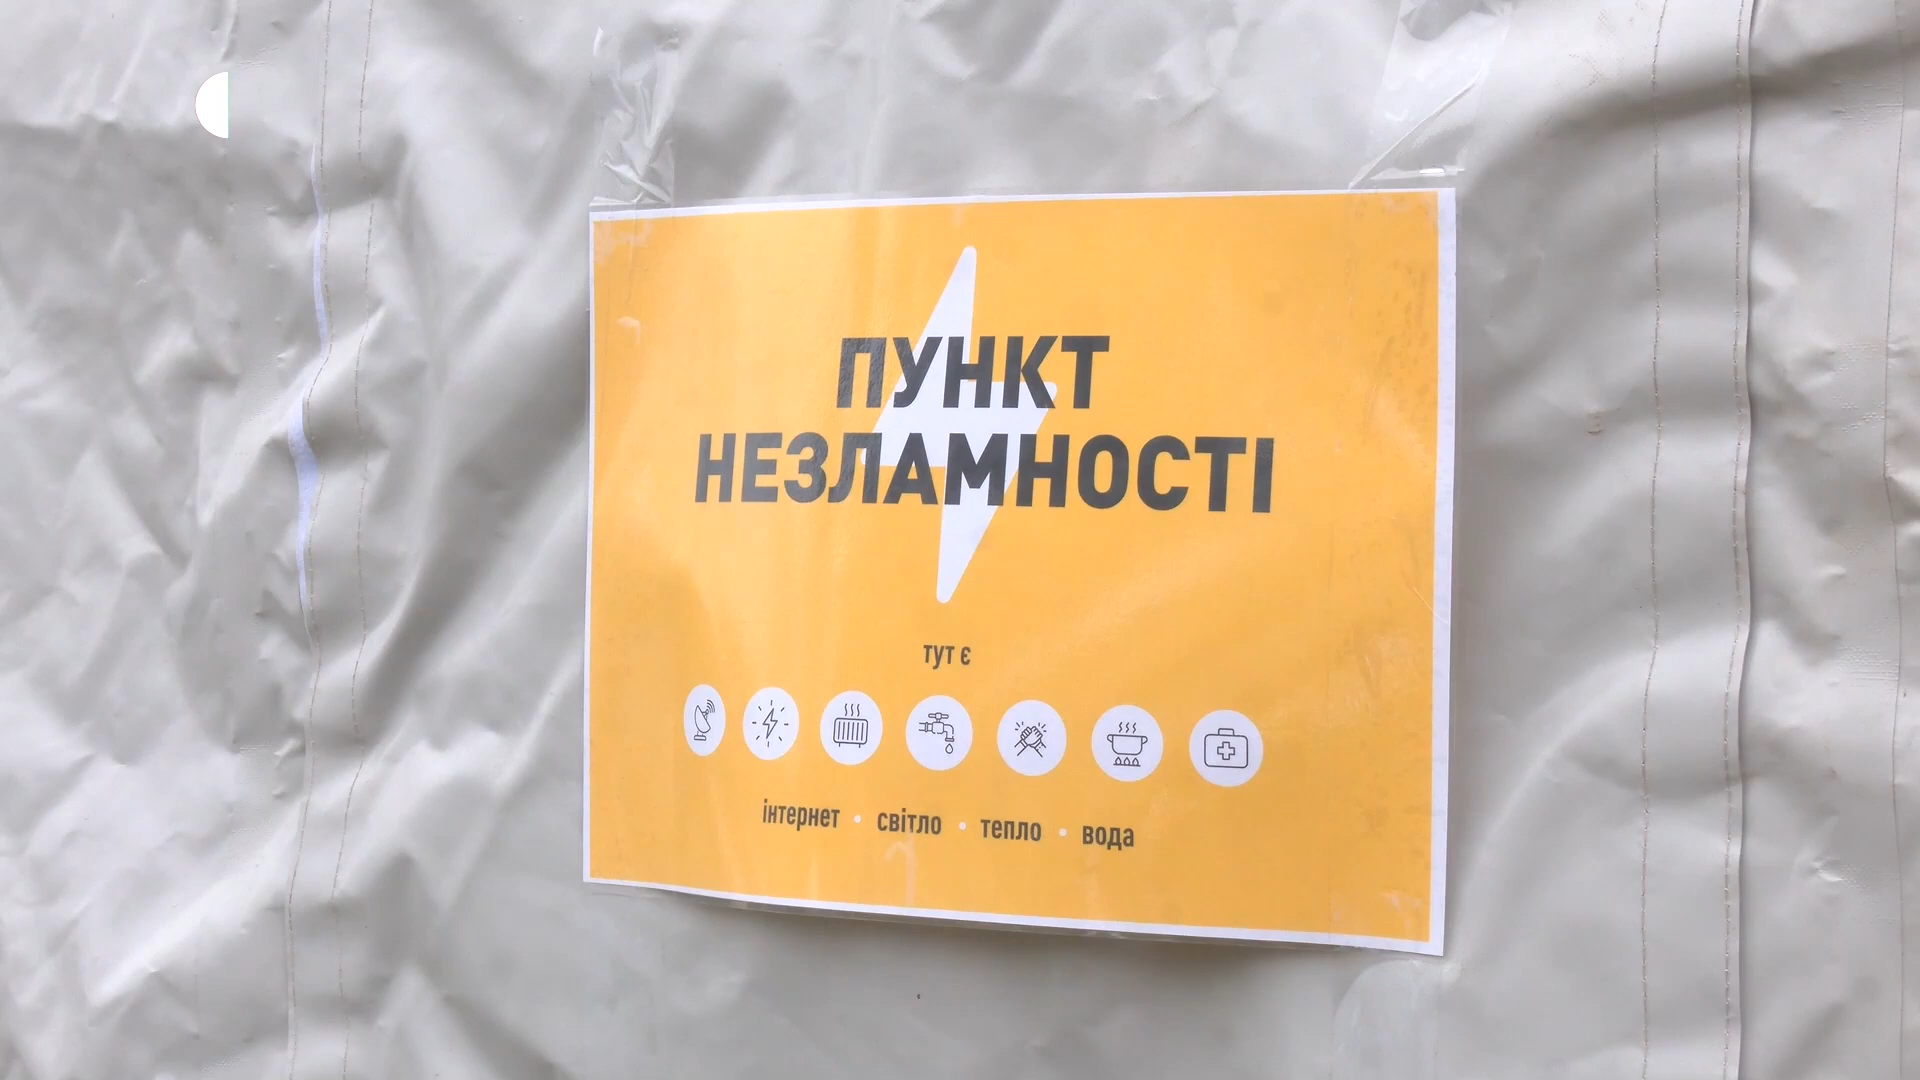 ПУНКТ
НЕЗЛАМНОСТІ
тут є
інтернет • світло • тепло • вода